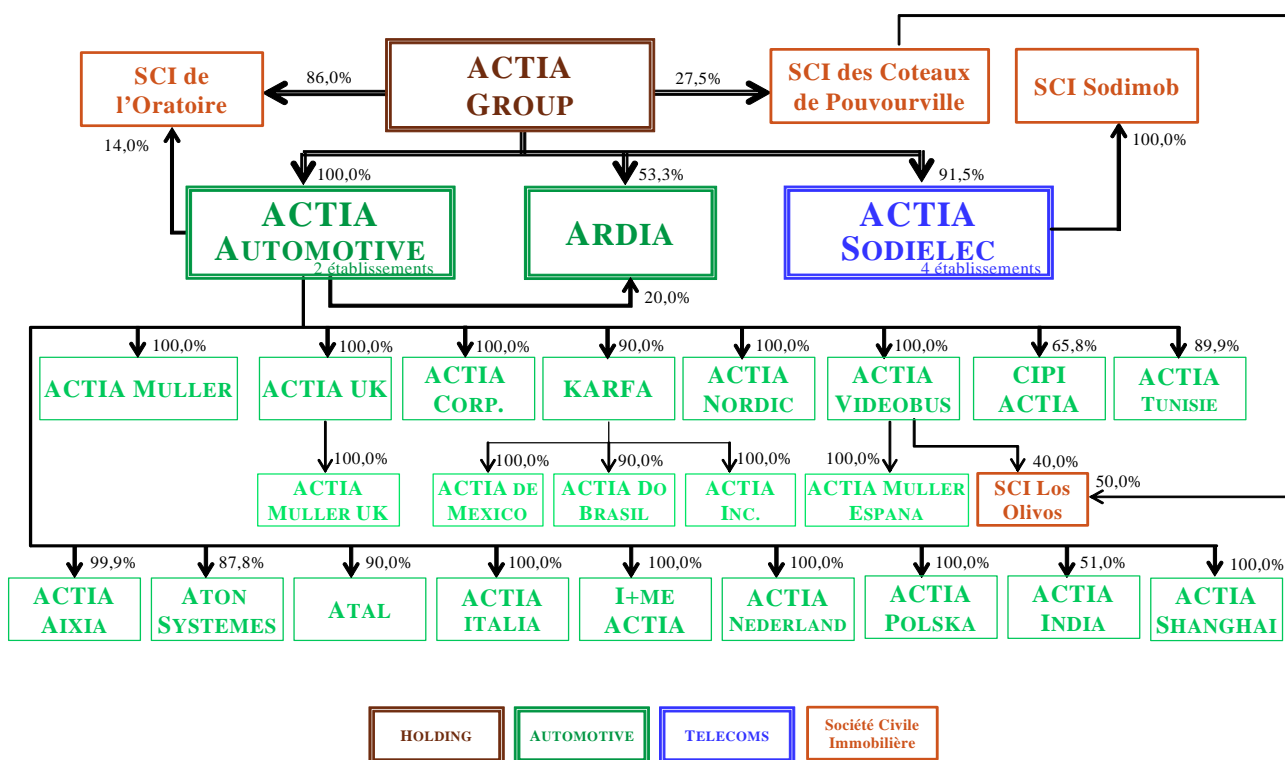 SCI de
l'Oratoire
86,0%
ACTIA
GROUP
27,5%
SCI des Coteaux
de Pouvourville
SCI Sodimob
14,0%
100,0%
100,0%
53,3%
91,5%
ACTIA
AUTOMOTIVE
2 établissements
ARDIA
ACTIA
SODIELEC
4 établissements
20,0%
100,0%
100,0%
100,0%
90,0%
100,0%
100,0%
65,8%
89,9%
ACTIA MULLER
ACTIA UK
ACTIA
CORP.
KARFA
ACTIA
NORDIC
ACTIA
VIDEOBUS
CIPI
ACTIA
ACTIA
TUNISIE
100,0%
100,0%
90,0%
100,0%
100,0%
40,0%
50,0%
ACTIA
MULLER UK
ACTIA DE
MEXICO
ACTIA DO
BRASIL
ACTIA
INC.
ACTIA MULLER
ESPANA
SCI LOS
OLIVOS
99,9%
87,8%
90,0%
100,0%
100,0%
100,0%
100,0%
51,0%
100,0%
ACTIA
AIXIA
ATON
SYSTEMES
ATAL
ACTIA
ITALIA
I+ME
ACTIA
ACTIA
NEDERLAND
ACTIA
POLSKA
ACTIA
INDIA
ACTIA
SHANGHAI
HOLDING
AUTOMOTIVE
TELECOMS
Société Civile
Immobilière